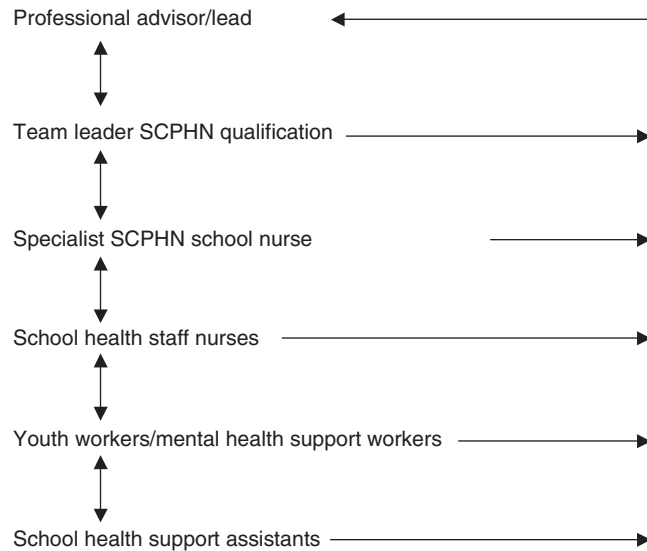 Professional advisor/lead
Team leader SCPHN qualification
Specialist SCPHN school nurse
School health staff nurses
Youth workers/mental health support workers
School health support assistants